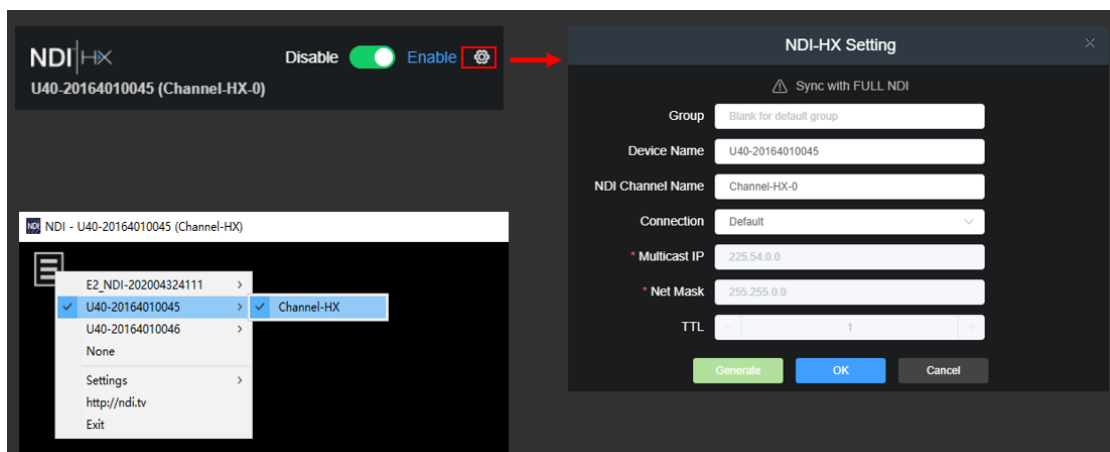 NDI HX
Disable Enable
U40-20164010045 (Channel-HX-0)
NDI-HX Setting
Sync with FULL NDI
Group Blank for default group
Device Name U40-20164010045
NDI Channel Name Channel-HX-0
Connection Default
* Multicast IP 225.54.0.0
* Net Mask 255.255.0.0
TTL - 1 +
Generate OK Cancel
NDI NDI - U40-20164010045 (Channel-HX)
E2_NDI-202004324111 >
U40-20164010045 > Channel-HX
U40-20164010046 >
None
Settings >
http://ndi.tv
Exit